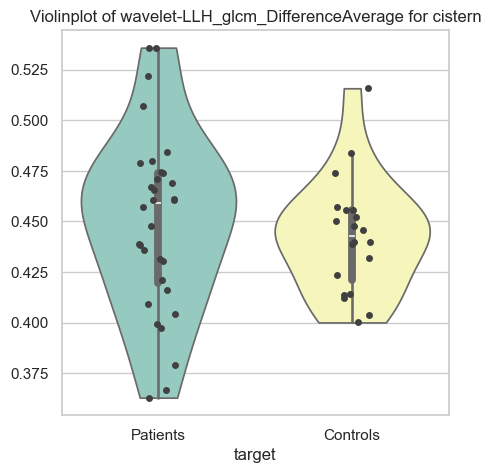 Violinplot of wavelet-LLH_glcm_DifferenceAverage for cistern
0.525
0.500
0.475
0.450
0.425
0.400
0.375
Patients
Controls
target